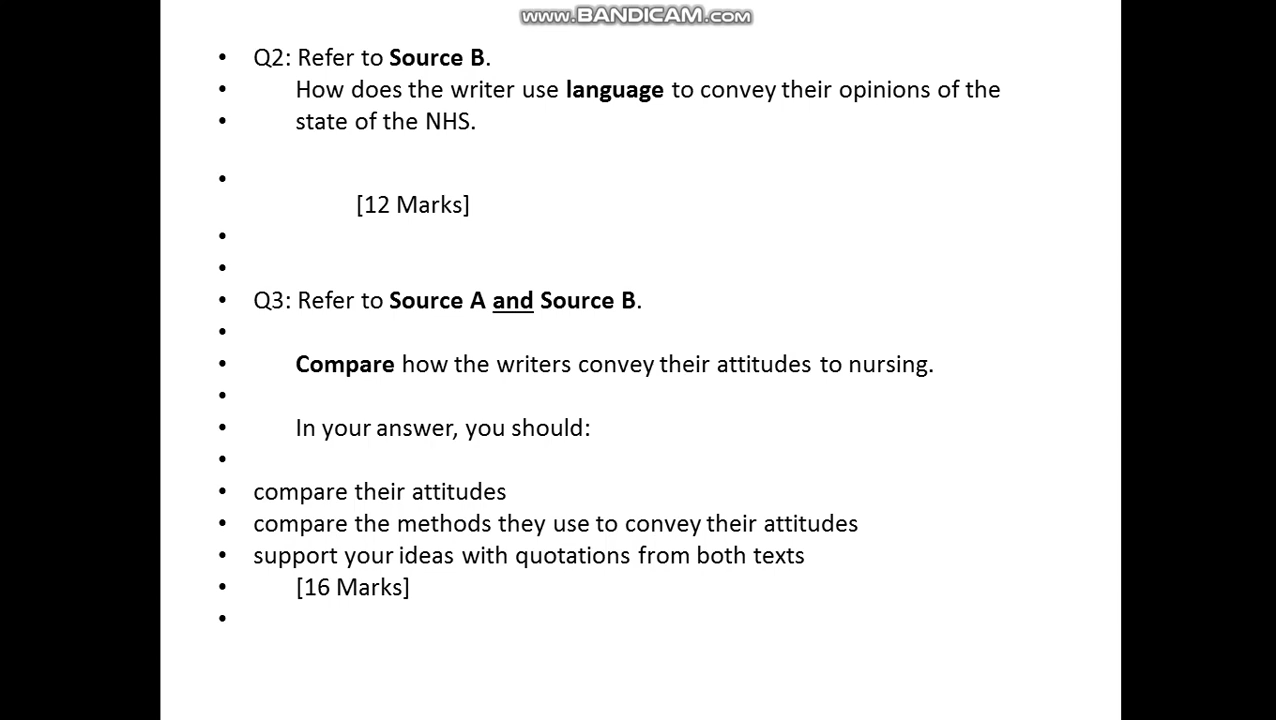 www.BANDICAM.com
• Q2: Refer to Source B.
• How does the writer use language to convey their opinions of the
• state of the NHS.
•
[12 Marks]
•
•
• Q3: Refer to Source A and Source B.
•
• Compare how the writers convey their attitudes to nursing.
•
• In your answer, you should:
•
• compare their attitudes
• compare the methods they use to convey their attitudes
• support your ideas with quotations from both texts
• [16 Marks]
•